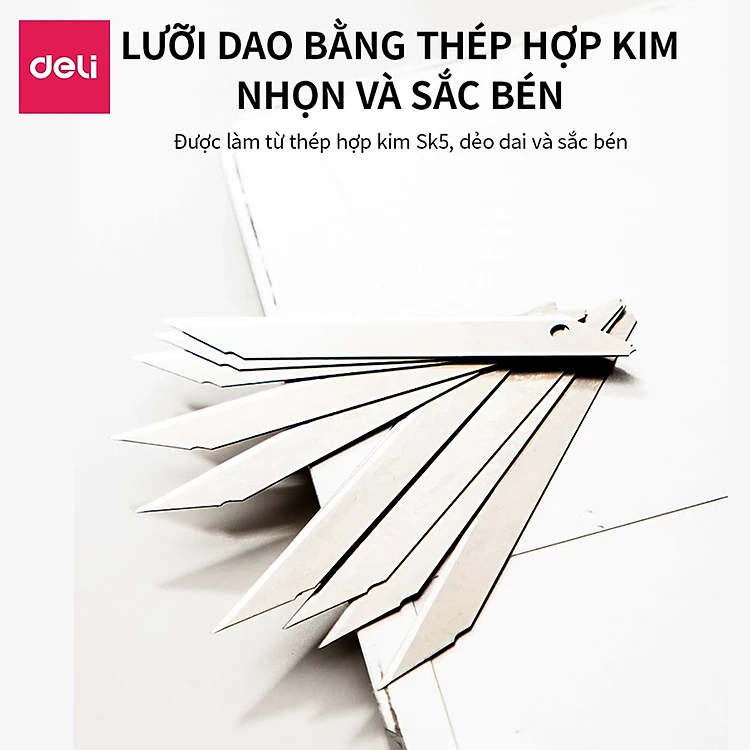 deli
LƯỠI DAO BẰNG THÉP HỢP KIM
NHỌN VÀ SẮC BÉN
Được làm từ thép hợp kim Sk5, dẻo dai và sắc bén